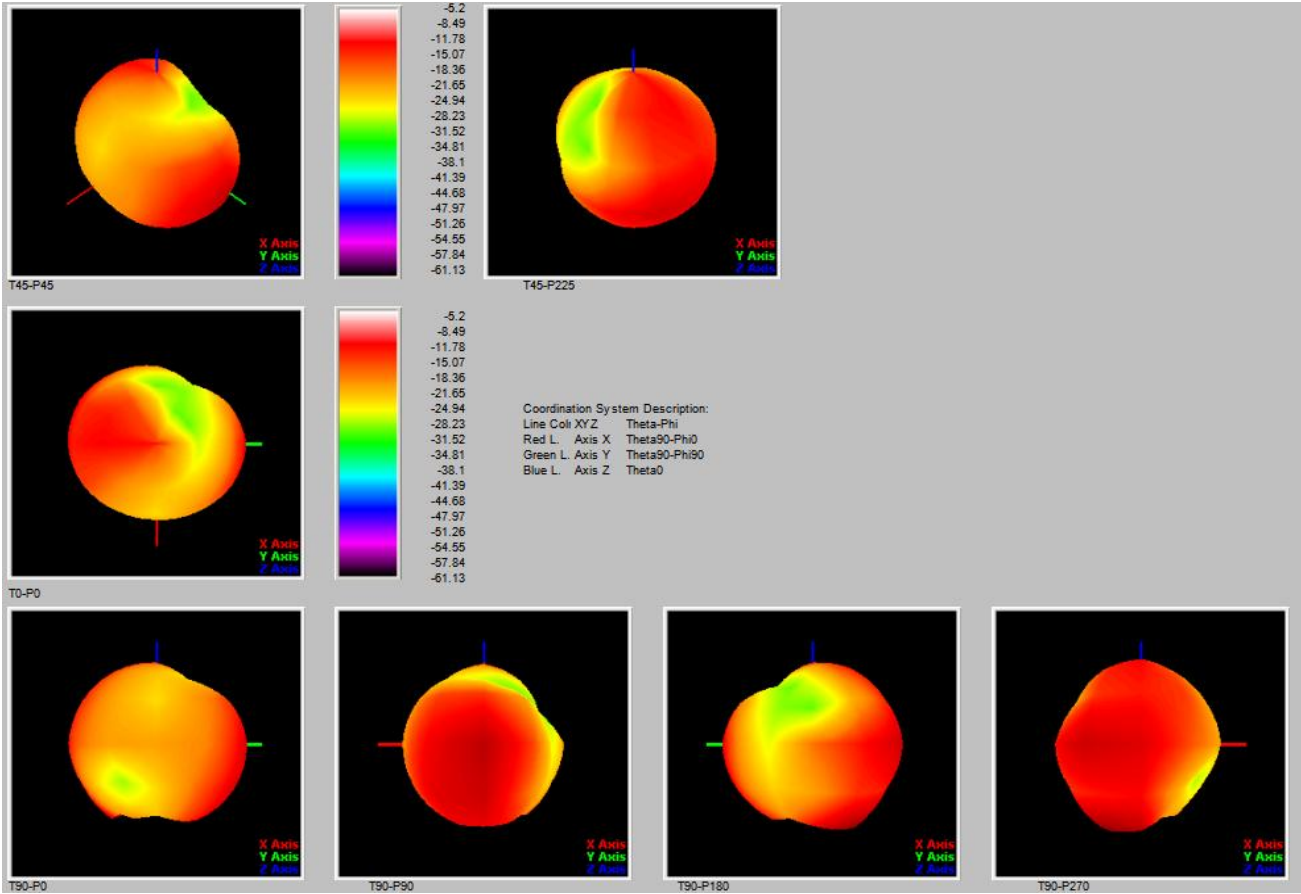 -5.2
-8.49
-11.78
-15.07
-18.36
-21.65
-24.94
-28.23
-31.52
-34.81
-38.1
-41.39
-44.68
-47.97
-51.26
-54.55
-57.84
-61.13
X Axis
Y Axis
Z Axis
X Axis
Y Axis
Z Axis
T45-P45
T45-P225
-5.2
-8.49
-11.78
-15.07
-18.36
-21.65
-24.94
-28.23
-31.52
-34.81
-38.1
-41.39
-44.68
-47.97
-51.26
-54.55
-57.84
-61.13
Coordination System Description:
Line Colo XYZ Theta-Phi
Red L. Axis X Theta90-Phi0
Green L. Axis Y Theta90-Phi90
Blue L. Axis Z Theta0
X Axis
Y Axis
Z Axis
T0-P0
X Axis
Y Axis
Z Axis
X Axis
Y Axis
Z Axis
X Axis
Y Axis
Z Axis
X Axis
Y Axis
Z Axis
T90-P0
T90-P90
T90-P180
T90-P270